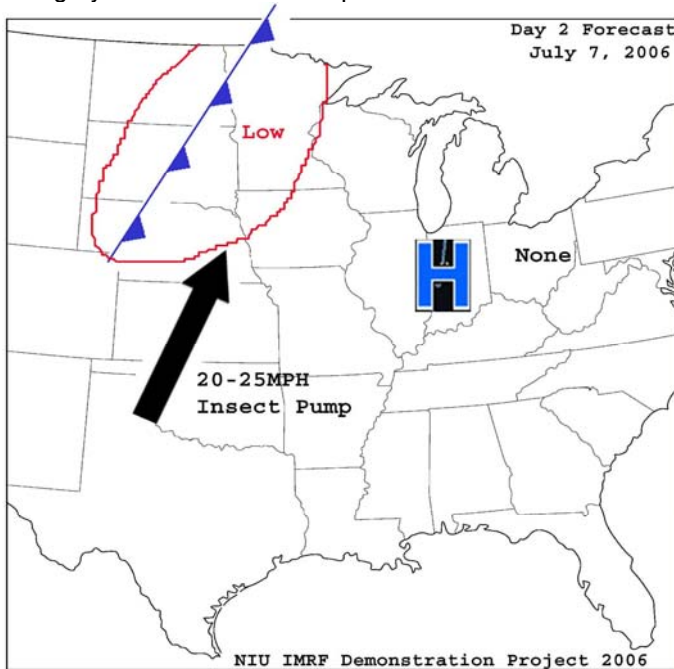 Day 2 Forecast
July 7, 2006
Low
H
None
20-25MPH
Insect Pump
NIU IMRF Demonstration Project 2006